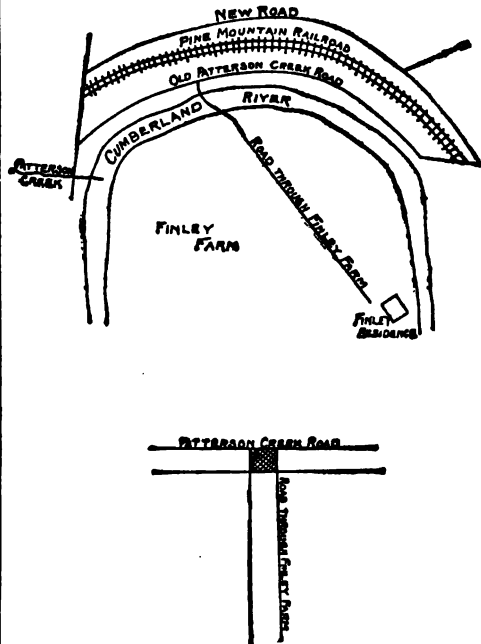 NEW ROAD
PINE MOUNTAIN RAILROAD
OLD PATTERSON CREEK ROAD
CUMBERLAND RIVER
PATTERSON
CREEK
ROAD THROUGH FINLEY FARM
FINLEY
FARM
FINLEY
RESIDENCE
PATTERSON CREEK ROAD
ROAD THROUGH FINLEY FARM